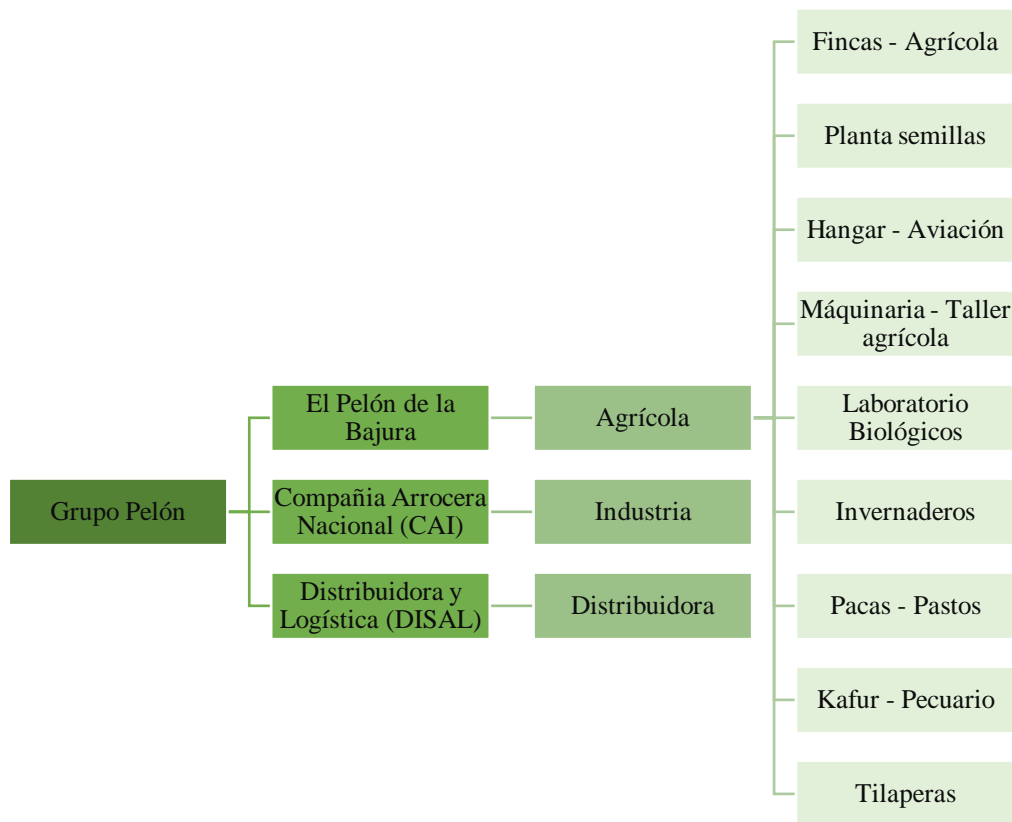 Grupo Pelón
El Pelón de la
Bajura
Agrícola
Fincas - Agrícola
Planta semillas
Hangar - Aviación
Máquinaria - Taller
agrícola
Laboratorio
Biológicos
Invernaderos
Pacas - Pastos
Kafur - Pecuario
Tilaperas
Compañia Arrocera
Nacional (CAI)
Industria
Distribuidora y
Logística (DISAL)
Distribuidora